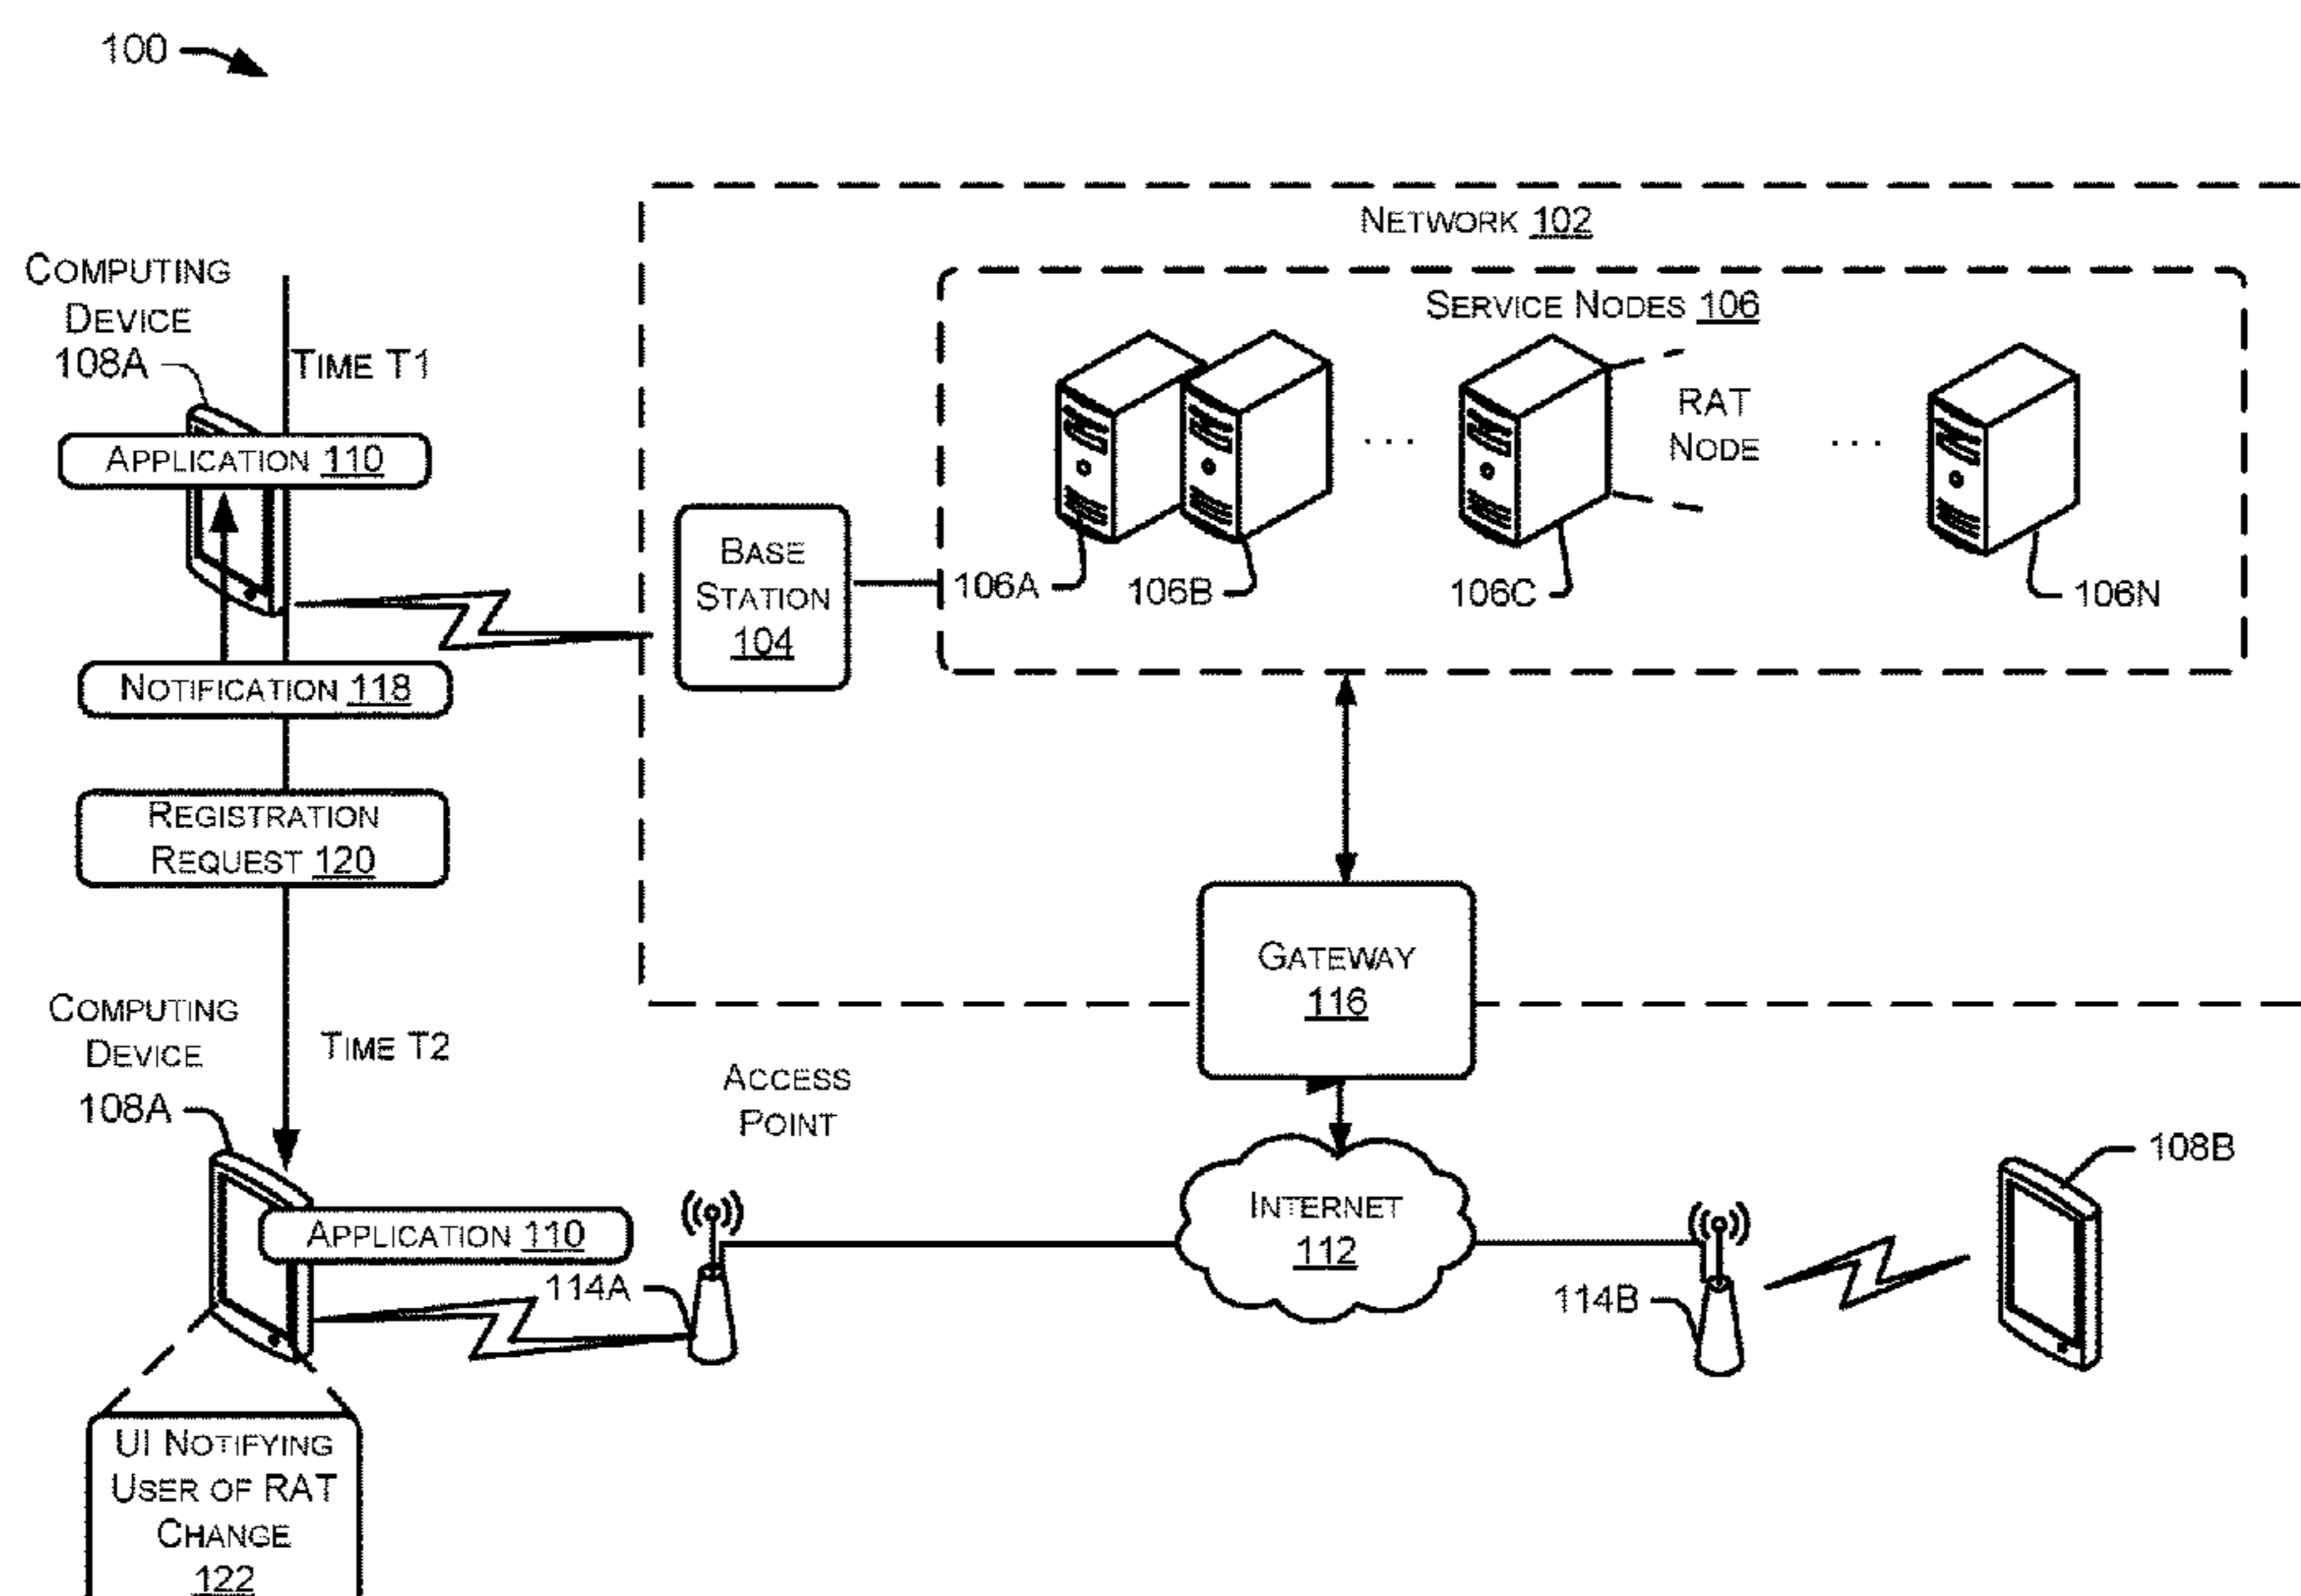 100
NETWORK 102
SERVICE NODES 106
COMPUTING
DEVICE
108A
TIME T1
APPLICATION 110
RAT
NODE
...
...
BASE
STATION
104
106A
106B
106C
106N
NOTIFICATION 118
REGISTRATION
REQUEST 120
GATEWAY
116
COMPUTING
DEVICE
108A
TIME T2
ACCESS
POINT
APPLICATION 110
114A
INTERNET
112
114B
108B
UI NOTIFYING
USER OF RAT
CHANGE
122